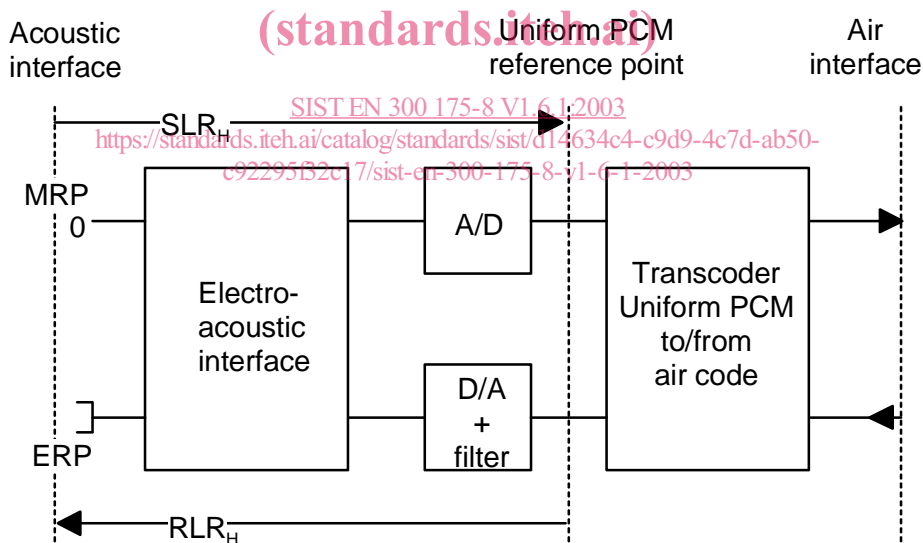 (standards.iteh.ai)
Acoustic
interface
Uniform PCM
reference point
Air
interface
SIST EN 300 175-8 V1.6.1:2003
SLRH
https://standards.iteh.ai/catalog/standards/sist/d14634c4-c9d9-4c7d-ab50-
c92295f32c17/sist-en-300-175-8-v1-6-1-2003
MRP
0
A/D
Electro-
acoustic
interface
Transcoder
Uniform PCM
to/from
air code
D/A
+
filter
ERP
RLRH